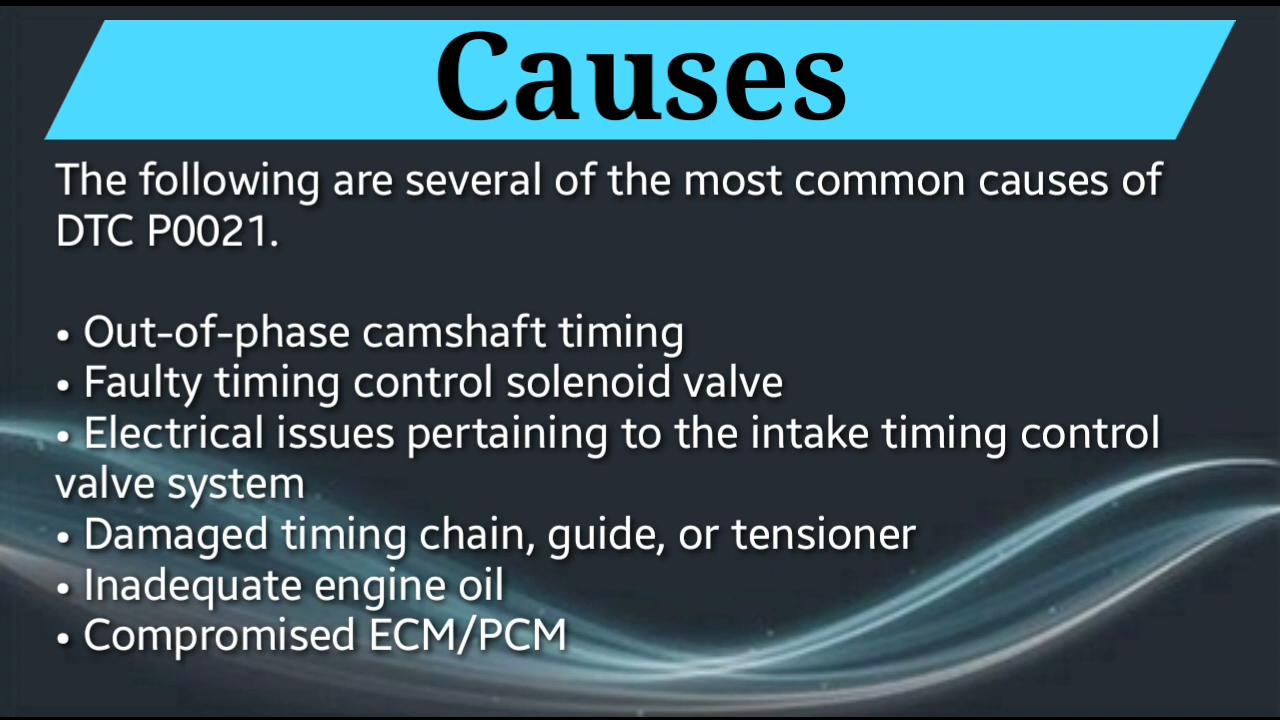 Causes
The following are several of the most common causes of
DTC P0021.
• Out-of-phase camshaft timing
• Faulty timing control solenoid valve
• Electrical issues pertaining to the intake timing control
valve system
• Damaged timing chain, guide, or tensioner
• Inadequate engine oil
• Compromised ECM/PCM